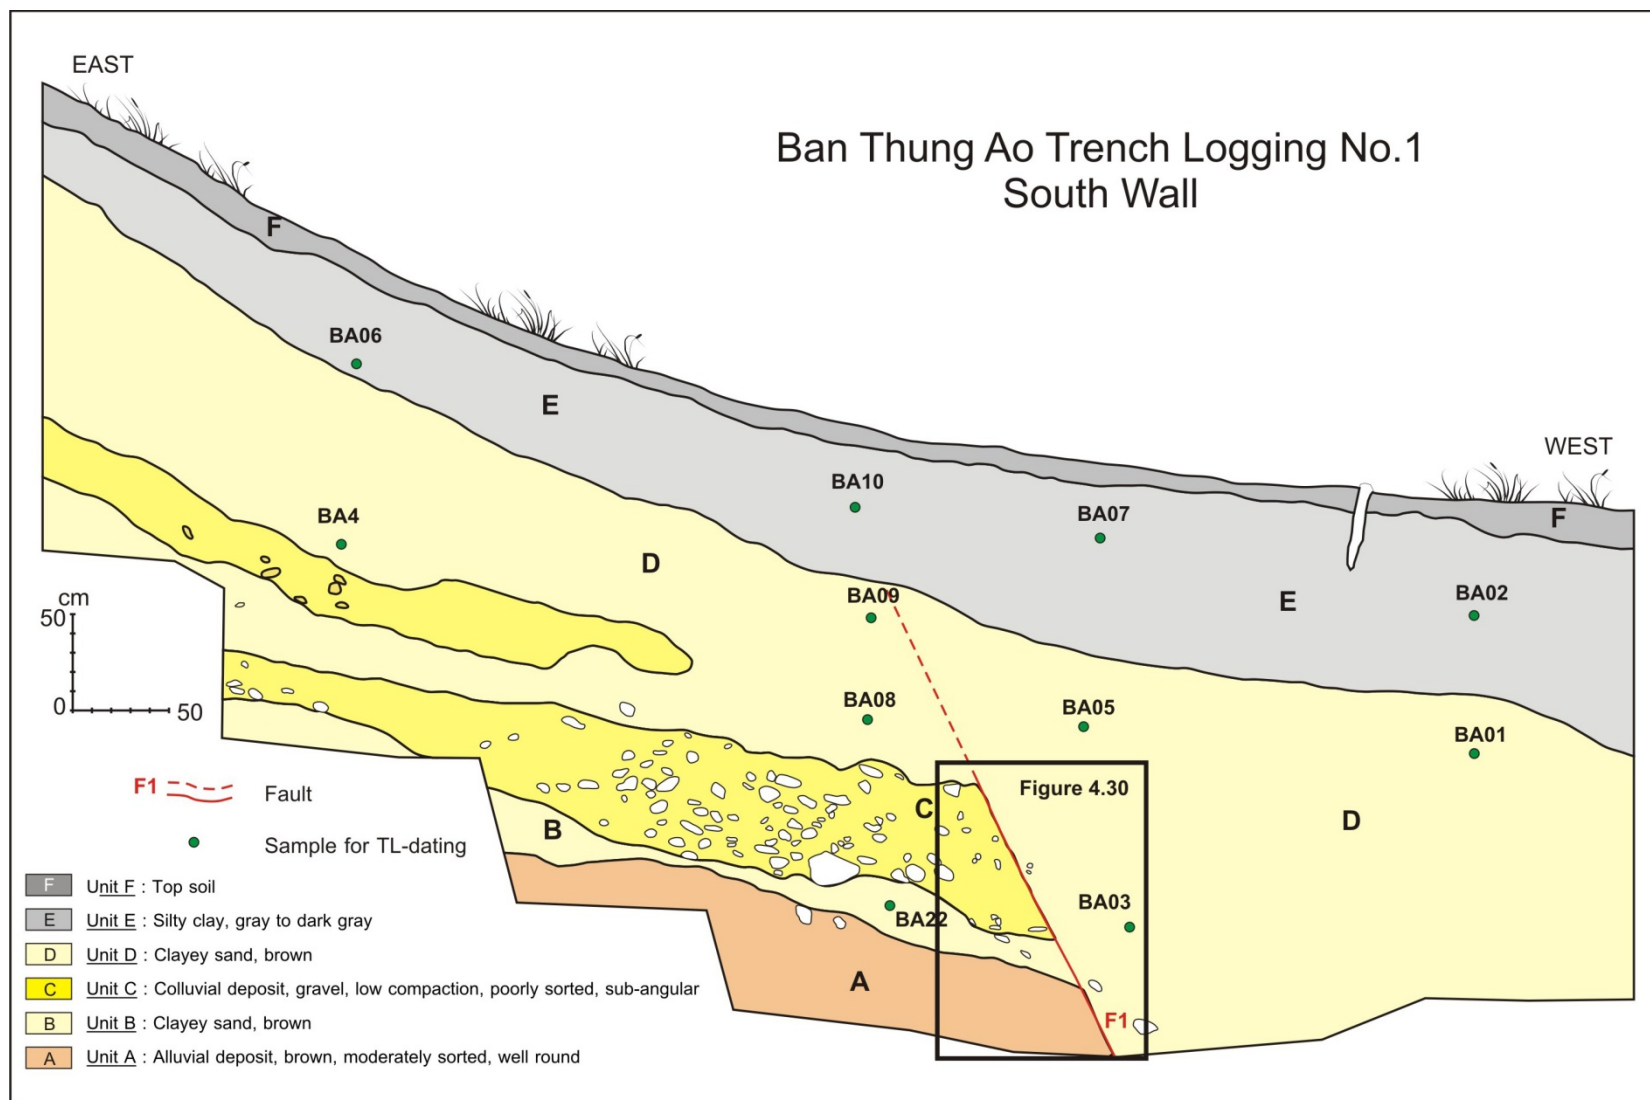 EAST
Ban Thung Ao Trench Logging No.1
South Wall
F
BA06
E
WEST
BA10
BA07
F
BA4
D
E
BA02
BA09
cm
50
0
50
BA08
BA05
BA01
F1
Fault
Figure 4.30
C
D
B
Sample for TL-dating
F
Unit F : Top soil
BA03
BA22
E
Unit E : Silty clay, gray to dark gray
D
Unit D : Clayey sand, brown
A
C
Unit C : Colluvial deposit, gravel, low compaction, poorly sorted, sub-angular
F1
B
Unit B : Clayey sand, brown
A
Unit A : Alluvial deposit, brown, moderately sorted, well round